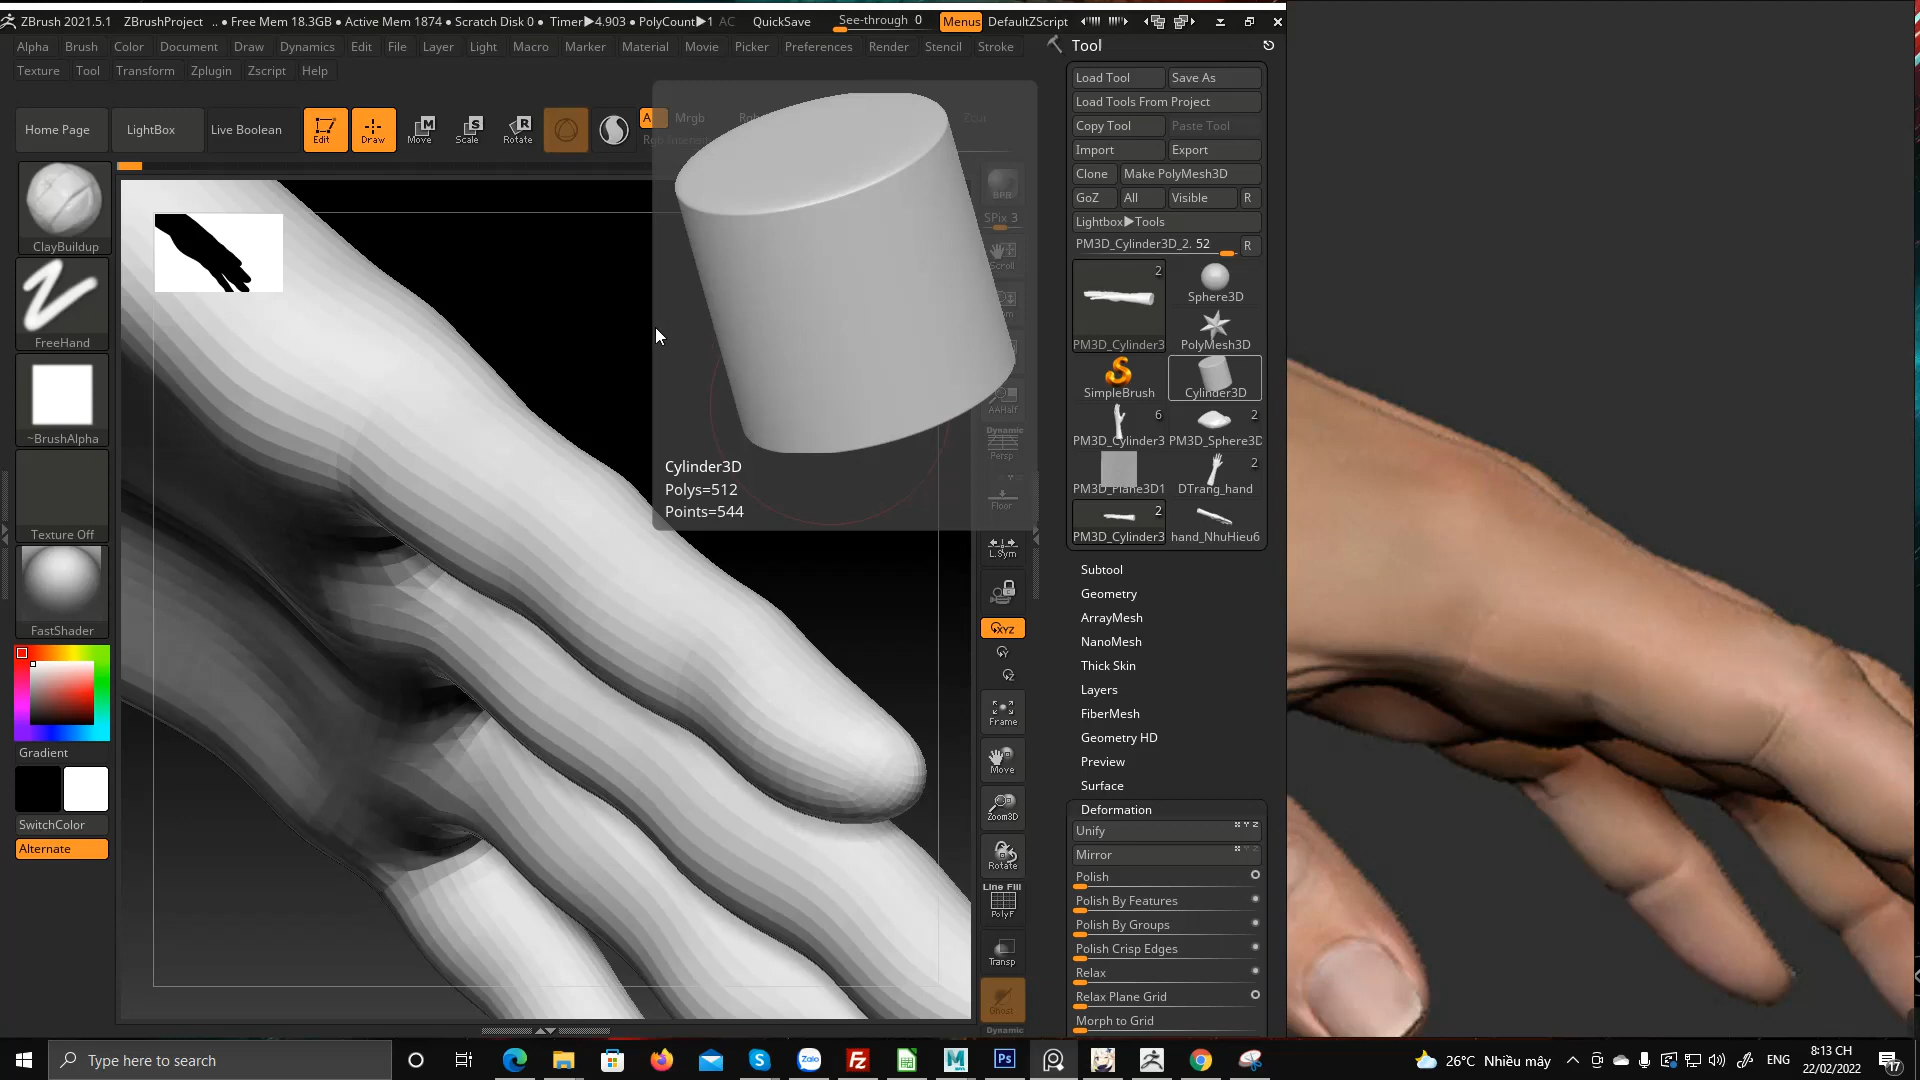 ZBrush 2021.5.1 ZBrushProject .. • Free Mem 18.3GB • Active Mem 1874 • Scratch Disk 0 • Timer▶4.903 • PolyCount▶1 AC QuickSave See-through 0 Menus DefaultZScript
Alpha Brush Color Document Draw Dynamics Edit File Layer Light Macro Marker Material Movie Picker Preferences Render Stencil Stroke
Texture Tool Transform Zplugin Zscript Help
Home Page LightBox Live Boolean Edit Draw Move Scale Rotate A Mrgb
ClayBuildup
FreeHand
~BrushAlpha
Texture Off
FastShader
Gradient
SwitchColor
Alternate
Cylinder3D
Polys=512
Points=544
BPR
SPix 3
Scroll
AAHalf
Dynamic
Persp
Floor
L.Sym
XYZ
Frame
Move
Zoom3D
Rotate
Line Fill
PolyF
Transp
Ghost
Dynamic
Tool
Load Tool Save As
Load Tools From Project
Copy Tool Paste Tool
Import Export
Clone Make PolyMesh3D
GoZ All Visible R
Lightbox▶Tools
PM3D_Cylinder3D_2. 52 R
2
Sphere3D
PM3D_Cylinder3 PolyMesh3D
SimpleBrush Cylinder3D
6 2
PM3D_Cylinder3 PM3D_Sphere3D
2
PM3D_Plane3D1 DTrang_hand
2
PM3D_Cylinder3 hand_NhuHieu6
Subtool
Geometry
ArrayMesh
NanoMesh
Thick Skin
Layers
FiberMesh
Geometry HD
Preview
Surface
Deformation
Unify
Mirror
Polish
Polish By Features
Polish By Groups
Polish Crisp Edges
Relax
Relax Plane Grid
Morph to Grid
Type here to search
Zalo
Ps
26°C Nhiều mây
ENG
8:13 CH
22/02/2022
17